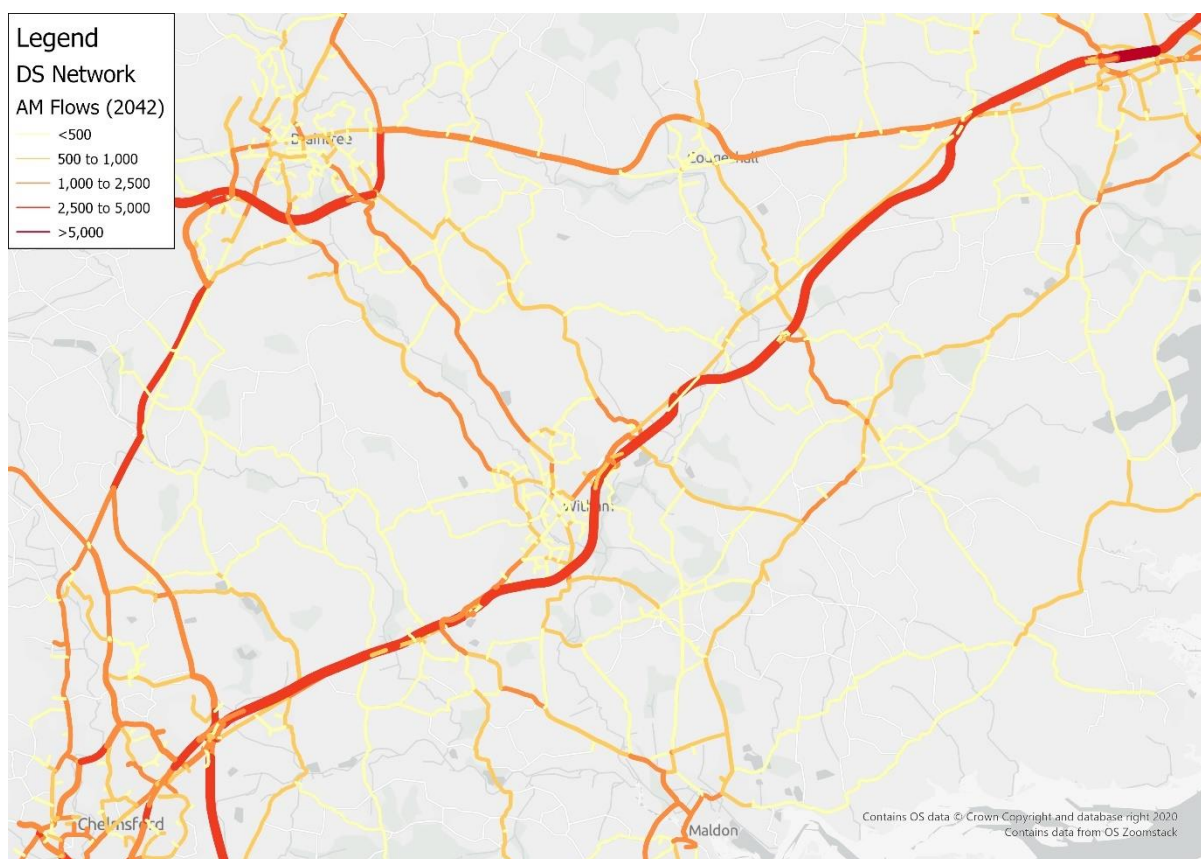 Legend
DS Network
AM Flows (2042)
<500
500 to 1,000
1,000 to 2,500
2,500 to 5,000
>5,000
Braintree
Coggeshall
Witham
Chelmsford
Maldon
Contains OS data © Crown Copyright and database right 2020
Contains data from OS Zoomstack